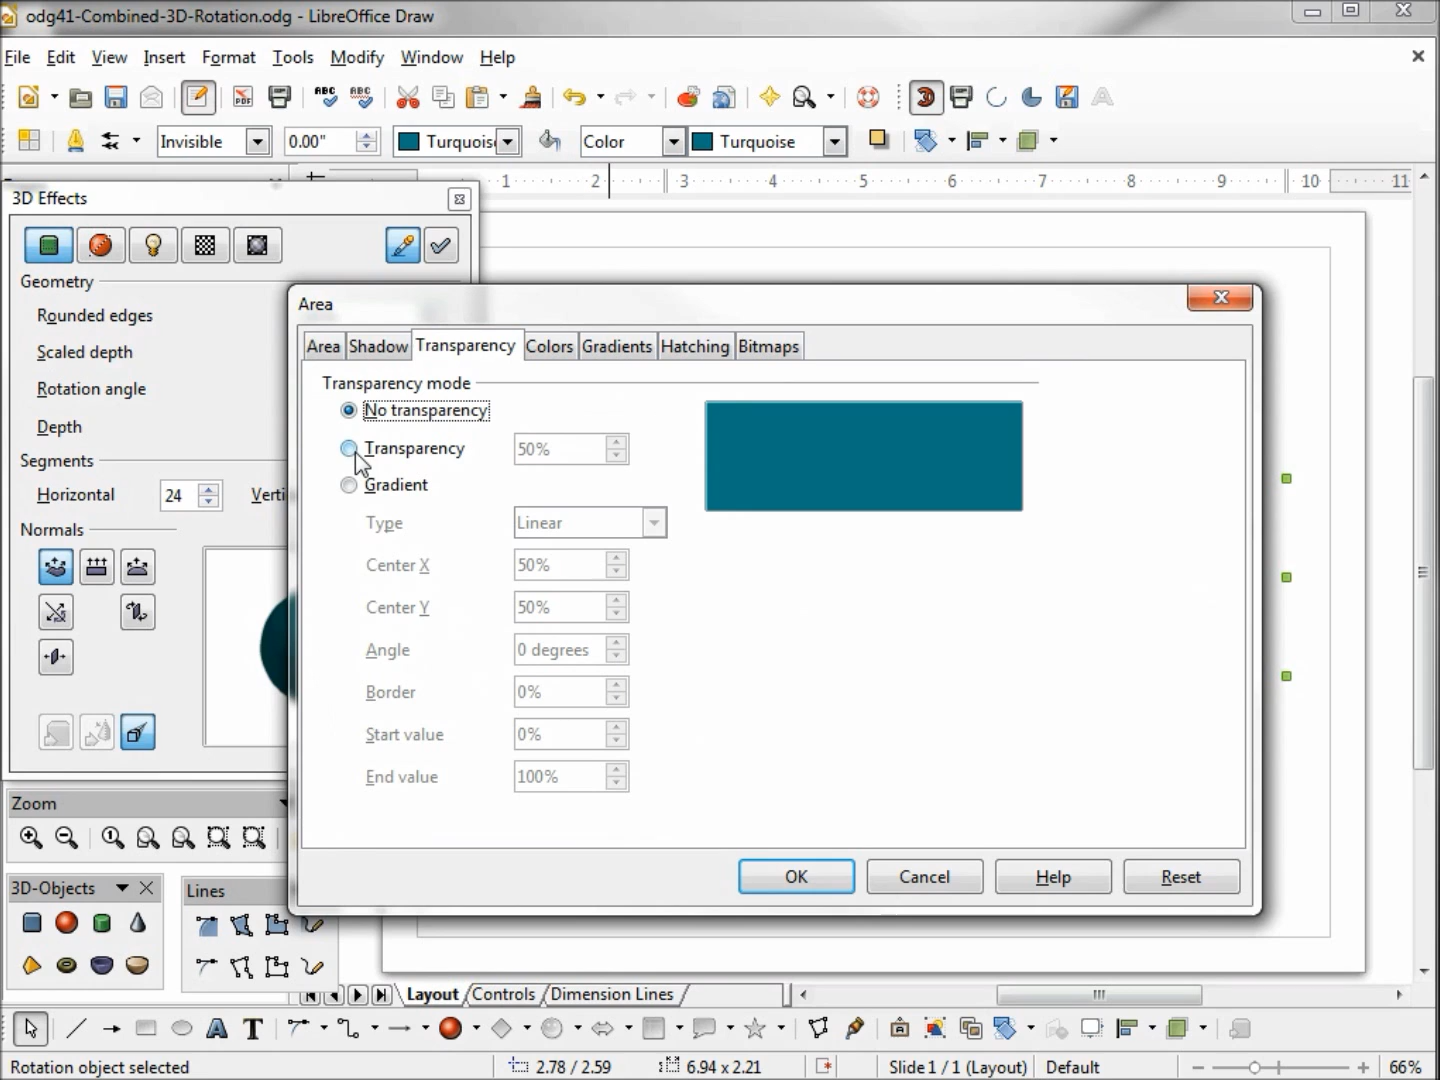 odg41-Combined-3D-Rotation.odg - LibreOffice Draw
File Edit View Insert Format Tools Modify Window Help
PDF ABC ABC
Invisible 0.00" Turquoise Color Turquoise
1 2 3 4 5 6 7 8 9 10 11
3D Effects
Geometry
Rounded edges
Scaled depth
Rotation angle
Depth
Segments
Horizontal 24 Verti
Normals
Area
Area Shadow Transparency Colors Gradients Hatching Bitmaps
Transparency mode
No transparency
Transparency 50%
Gradient
Type Linear
Center X 50%
Center Y 50%
Angle 0 degrees
Border 0%
Start value 0%
End value 100%
OK Cancel Help Reset
Zoom
3D-Objects
Lines
Layout Controls Dimension Lines
Rotation object selected 2.78 / 2.59 6.94 x 2.21 Slide 1 / 1 (Layout) Default 66%